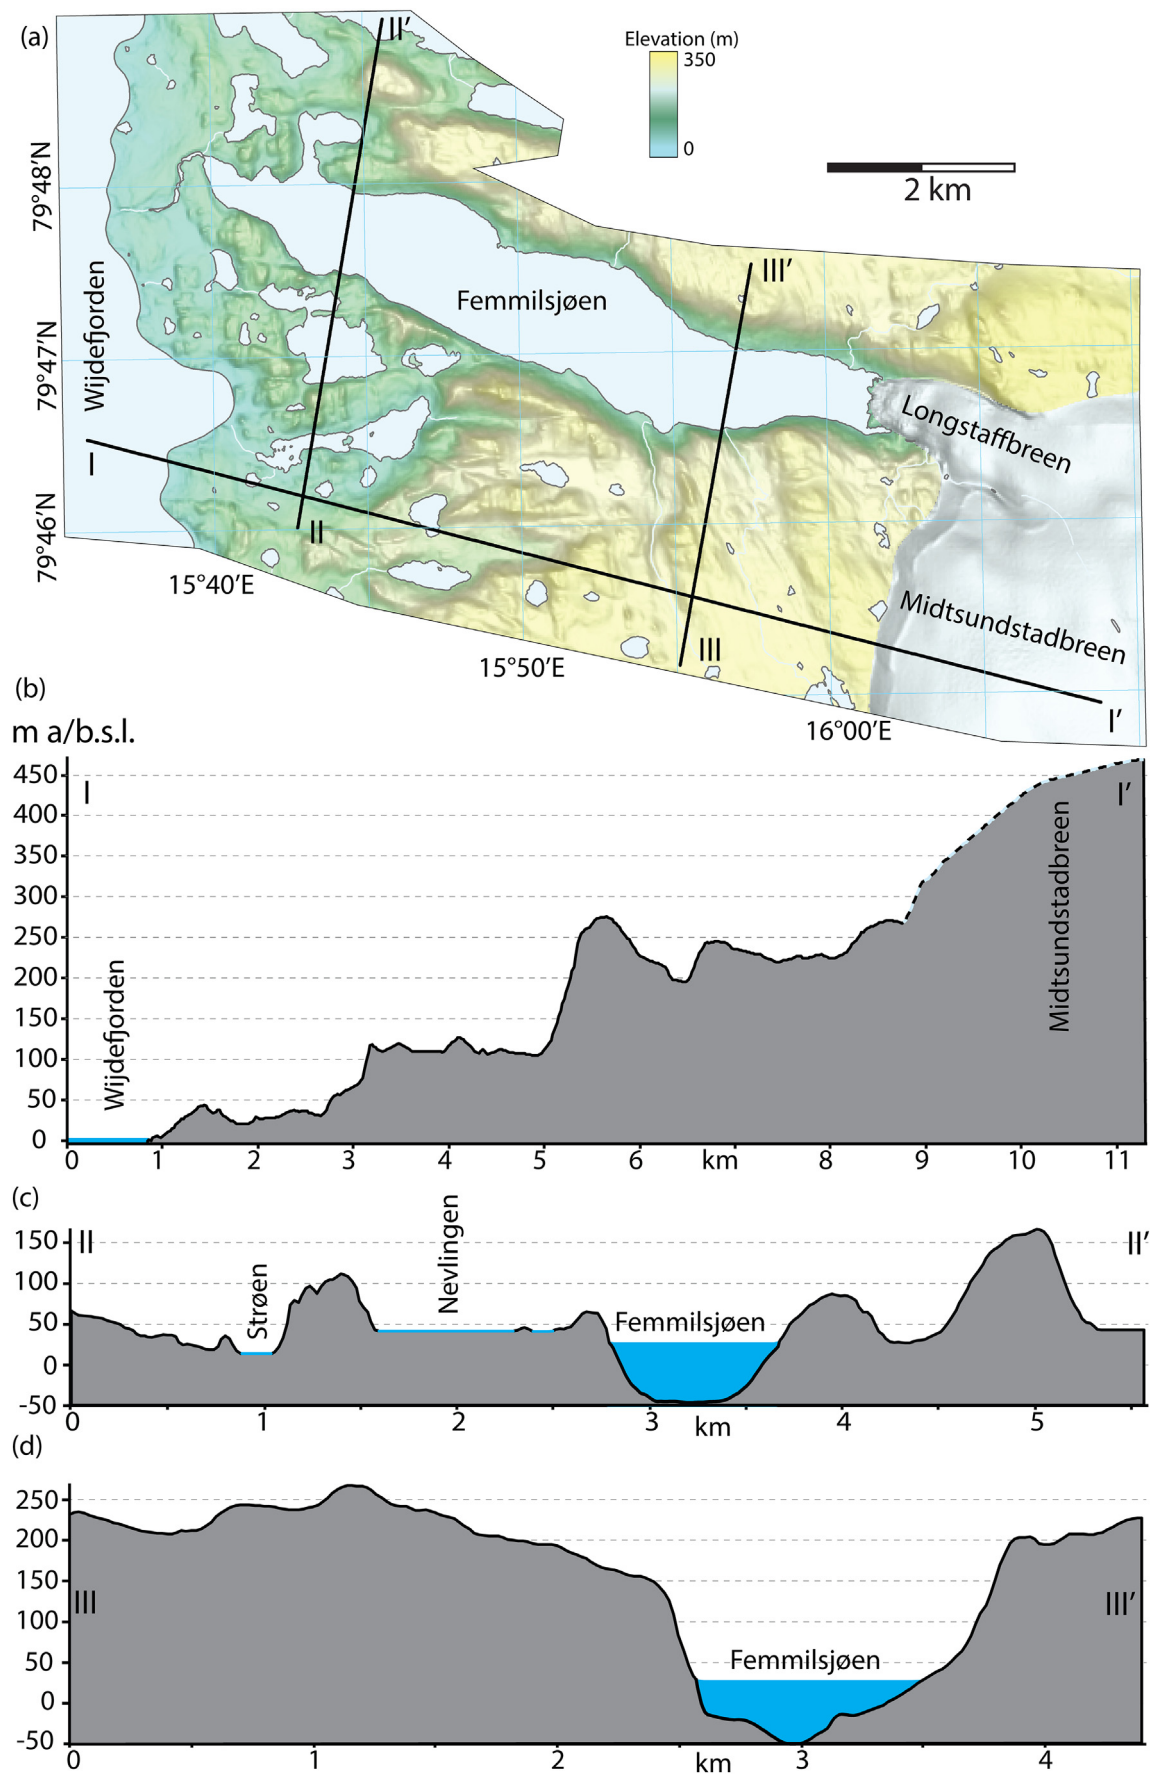 (a)
II'
Elevation (m)
350
0
2 km
79°48'N
79°47'N
79°46'N
Wijdefjorden
Femmilsjøen
III'
Longstaffbreen
I
II
III
Midtsundstadbreen
I'
15°40'E
15°50'E
16°00'E
(b)
m a/b.s.l.
450
400
350
300
250
200
150
100
50
0
I
I'
Wijdefjorden
Midtsundstadbreen
0 1 2 3 4 5 6 km 8 9 10 11
(c)
150
100
50
0
-50
II
II'
Strøen
Nevlingen
Femmilsjøen
0 1 2 3 km 4 5
(d)
250
200
150
100
50
0
-50
III
III'
Femmilsjøen
0 1 2 km 3 4